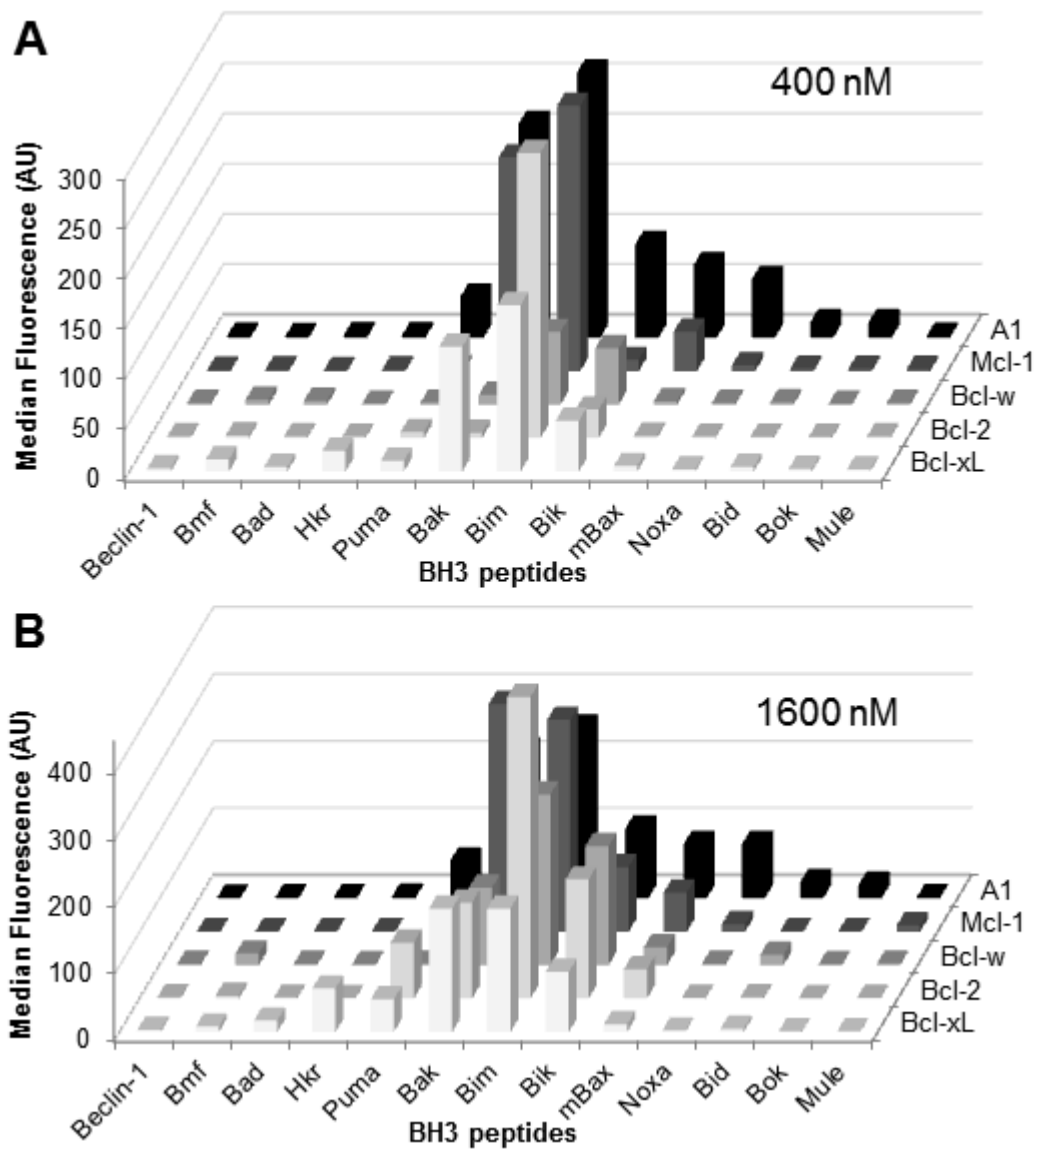 A
400 nM
Median Fluorescence (AU)
300
250
200
150
100
50
0
A1
Mcl-1
Bcl-w
Bcl-2
Bcl-xL
Beclin-1
Bmf
Bad
Hkr
Puma
Bak
Bim
Bik
mBax
Noxa
Bid
Bok
Mule
BH3 peptides
B
1600 nM
Median Fluorescence (AU)
400
300
200
100
0
A1
Mcl-1
Bcl-w
Bcl-2
Bcl-xL
Beclin-1
Bmf
Bad
Hkr
Puma
Bak
Bim
Bik
mBax
Noxa
Bid
Bok
Mule
BH3 peptides